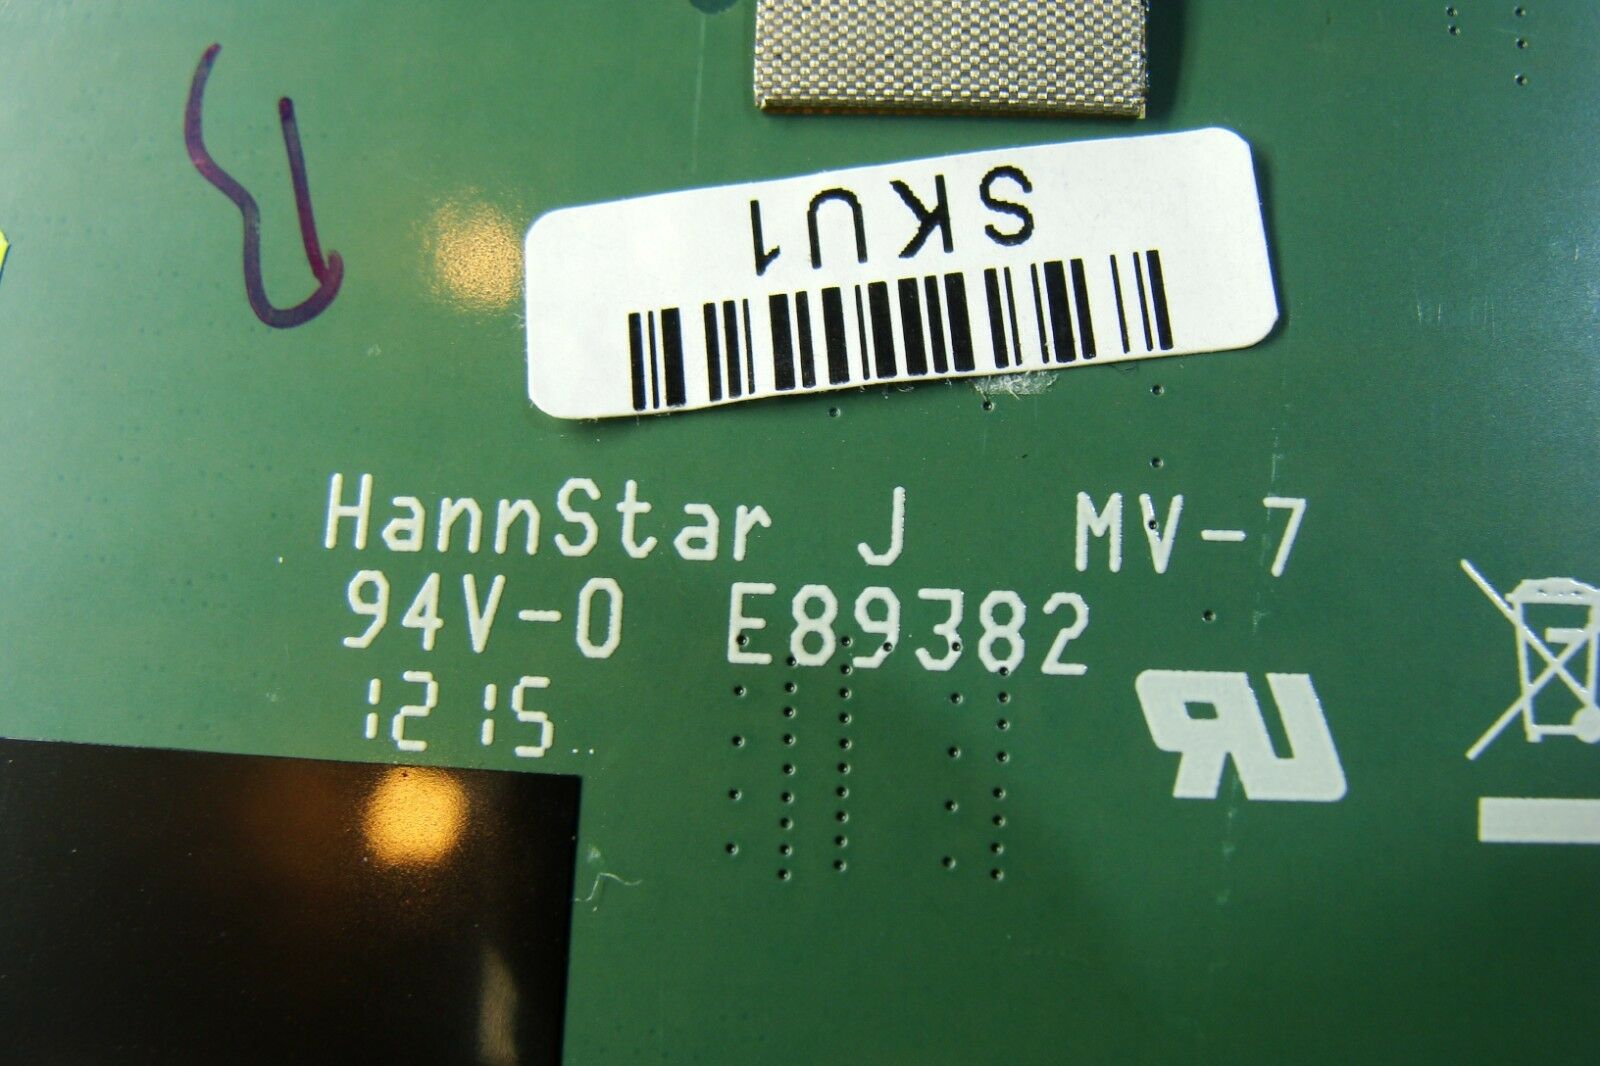 SKU1
HannStar J MV-7
94V-0 E89382
1215